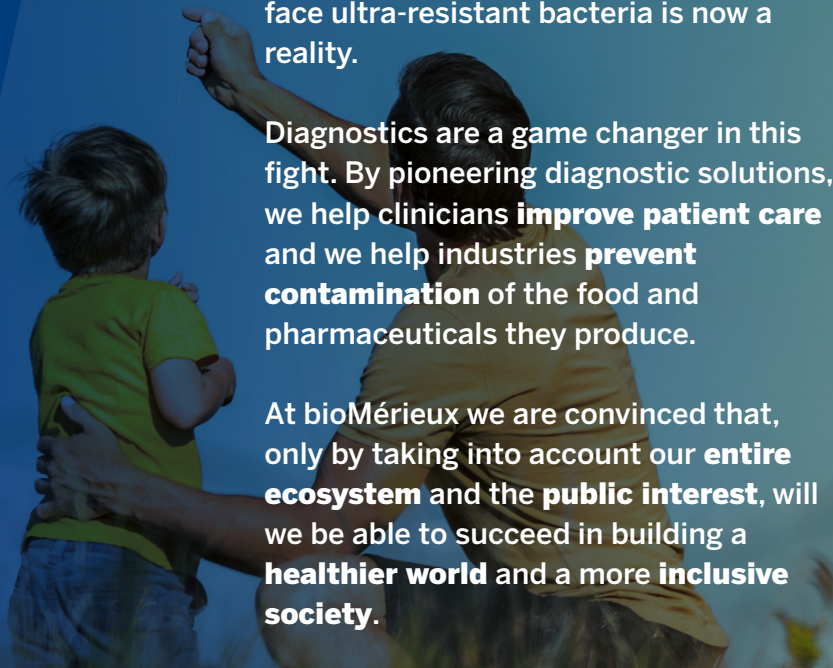 face ultra-resistant bacteria is now a
reality.
Diagnostics are a game changer in this
fight. By pioneering diagnostic solutions,
we help clinicians improve patient care
and we help industries prevent
contamination of the food and
pharmaceuticals they produce.
At bioMérieux we are convinced that,
only by taking into account our entire
ecosystem and the public interest, will
we be able to succeed in building a
healthier world and a more inclusive
society.